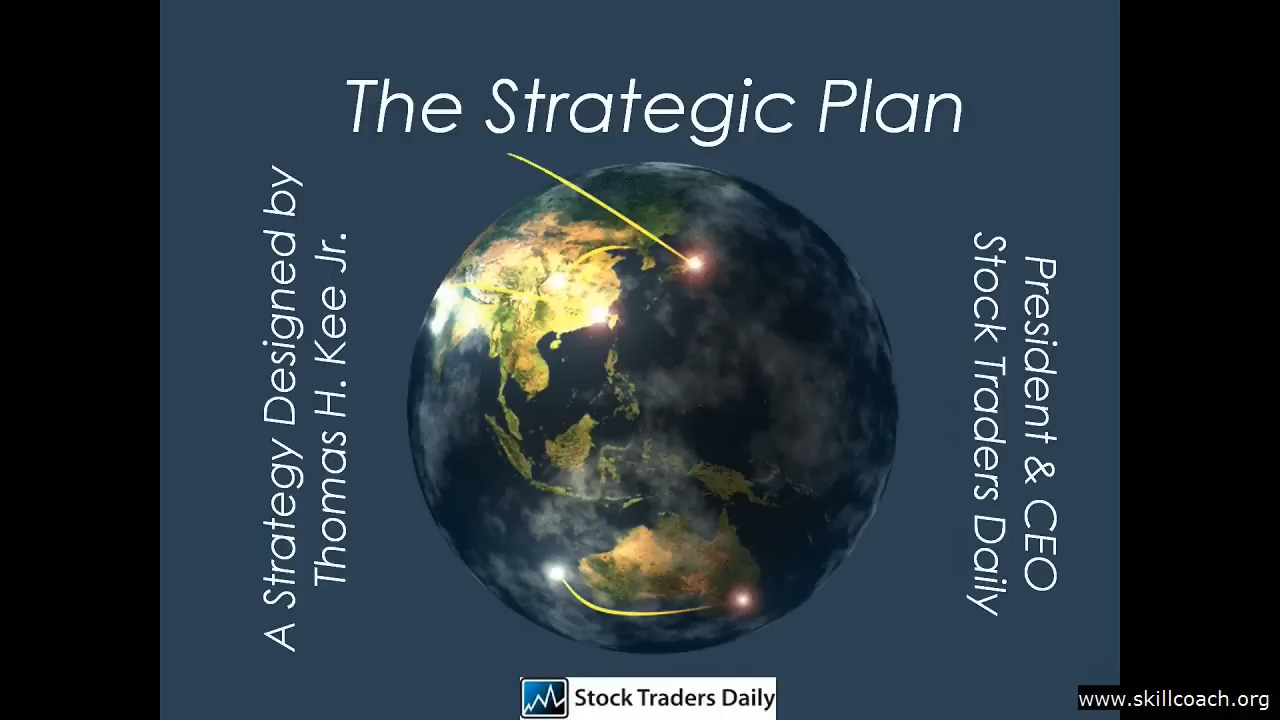 The Strategic Plan
A Strategy Designed by
Thomas H. Kee Jr.
President & CEO
Stock Traders Daily
Stock Traders Daily
www.skillcoach.org